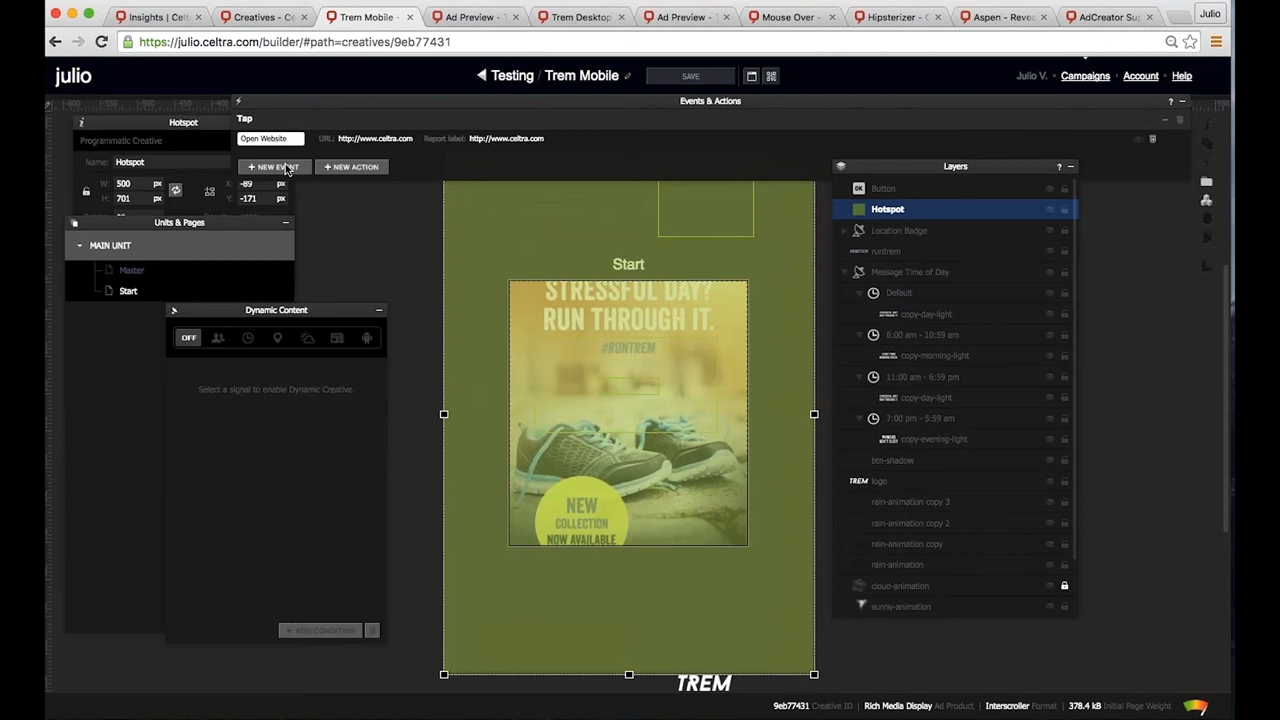 Insights | Celt
Creatives - Ce
Trem Mobile -
Ad Preview -
Trem Desktop
Ad Preview -
Mouse Over -
Hipsterizer - C
Aspen - Reve
AdCreator Su
Julio
https://julio.celtra.com/builder/#path=creatives/9eb77431
julio
Testing / Trem Mobile
SAVE
Julio V.
Campaigns
Account
Help
Events & Actions
?
Hotspot
Programmatic Creative
Name: Hotspot
W: 500 px
X: -89 px
H: 701 px
Y: -171 px
Tap
Open Website
URL: http://www.celtra.com
Report label: http://www.celtra.com
+ NEW EVENT
+ NEW ACTION
Units & Pages
MAIN UNIT
Master
Start
Dynamic Content
OFF
Select a signal to enable Dynamic Creative.
+ ADD CONDITION
Start
STRESSFUL DAY?
RUN THROUGH IT.
#RUNTREM
NEW
COLLECTION
NOW AVAILABLE
TREM
Layers
?
OK Button
Hotspot
Location Badge
runtrem
Message Time of Day
Default
copy-day-light
6:00 am - 10:59 am
copy-morning-light
11:00 am - 6:59 pm
copy-day-light
7:00 pm - 5:59 am
copy-evening-light
btn-shadow
TREM logo
rain-animation copy 3
rain-animation copy 2
rain-animation copy
rain-animation
cloud-animation
sunny-animation
9eb77431 Creative ID
Rich Media Display Ad Product
Interscroller Format
378.4 kB Initial Page Weight